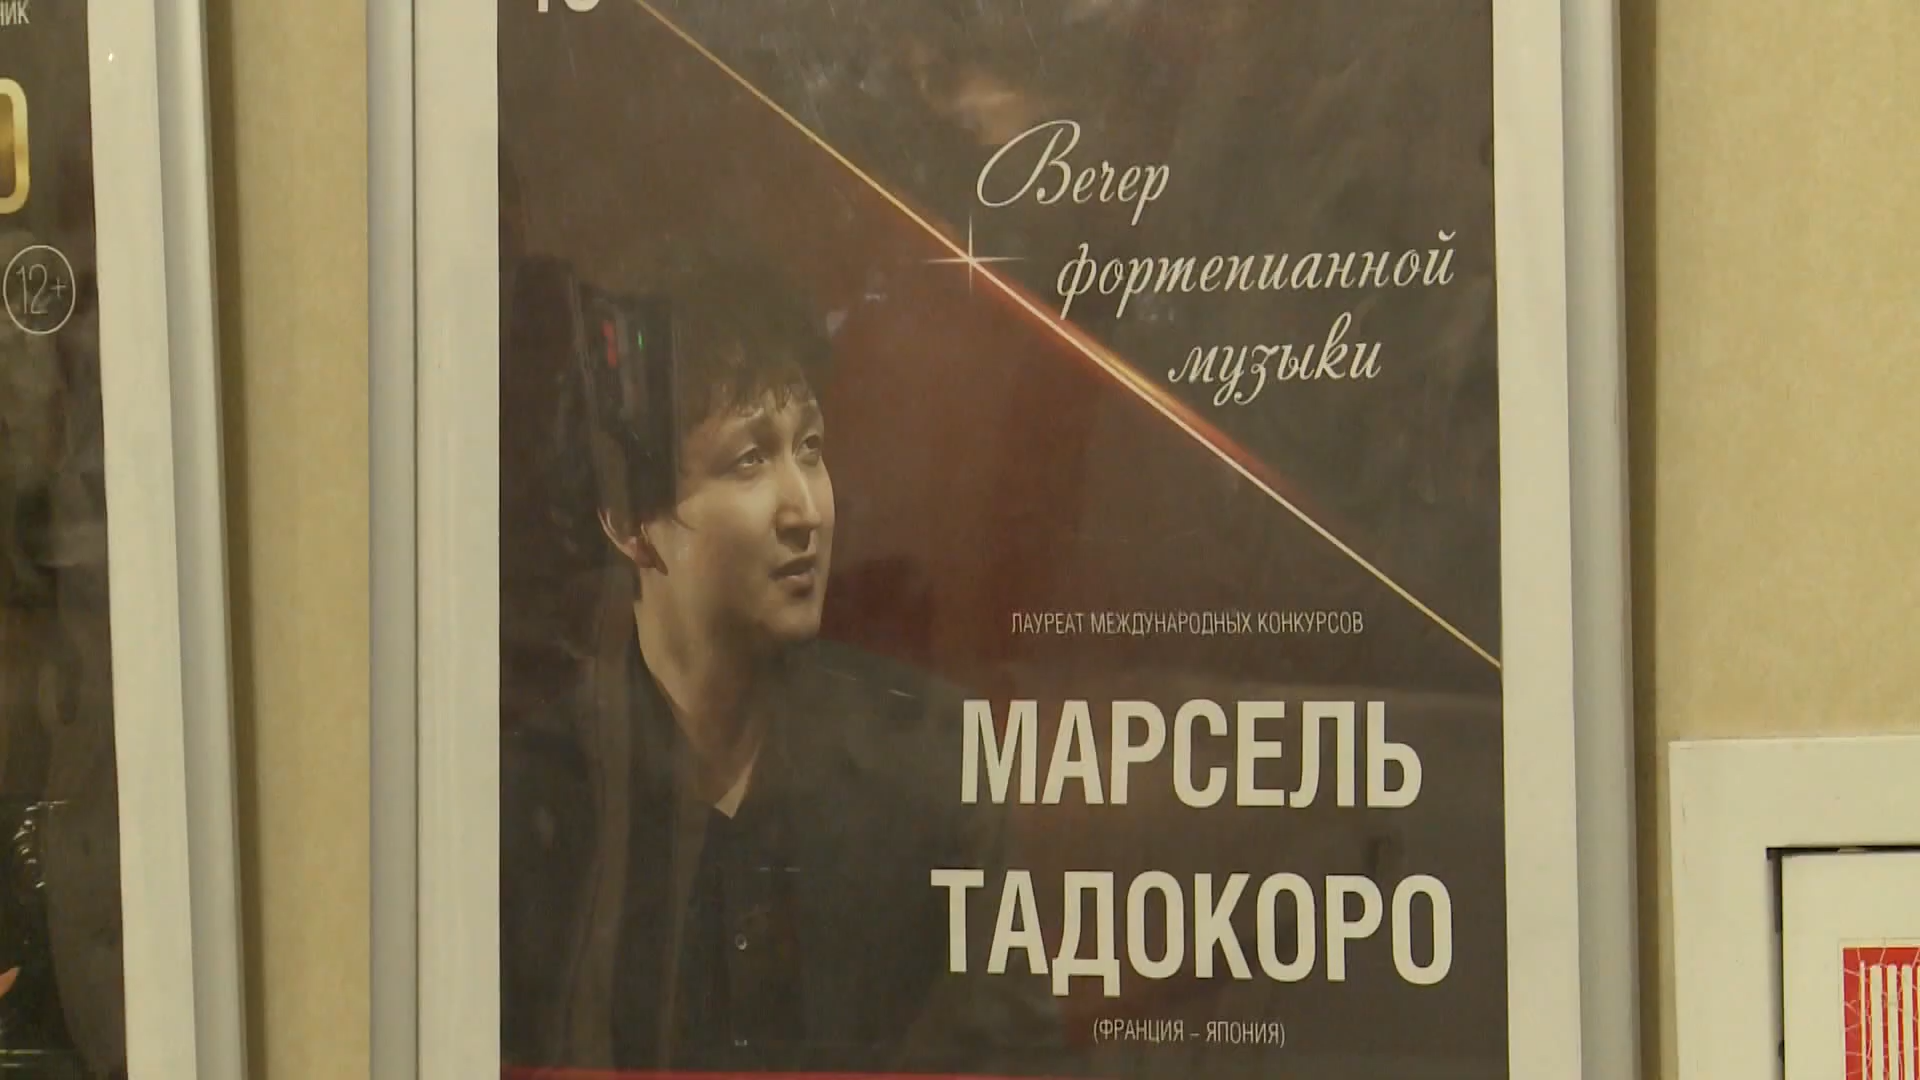 12+
Вечер
фортепианной
музыки
ЛАУРЕАТ МЕЖДУНАРОДНЫХ КОНКУРСОВ
МАРСЕЛЬ
ТАДОКОРО
(ФРАНЦИЯ – ЯПОНИЯ)